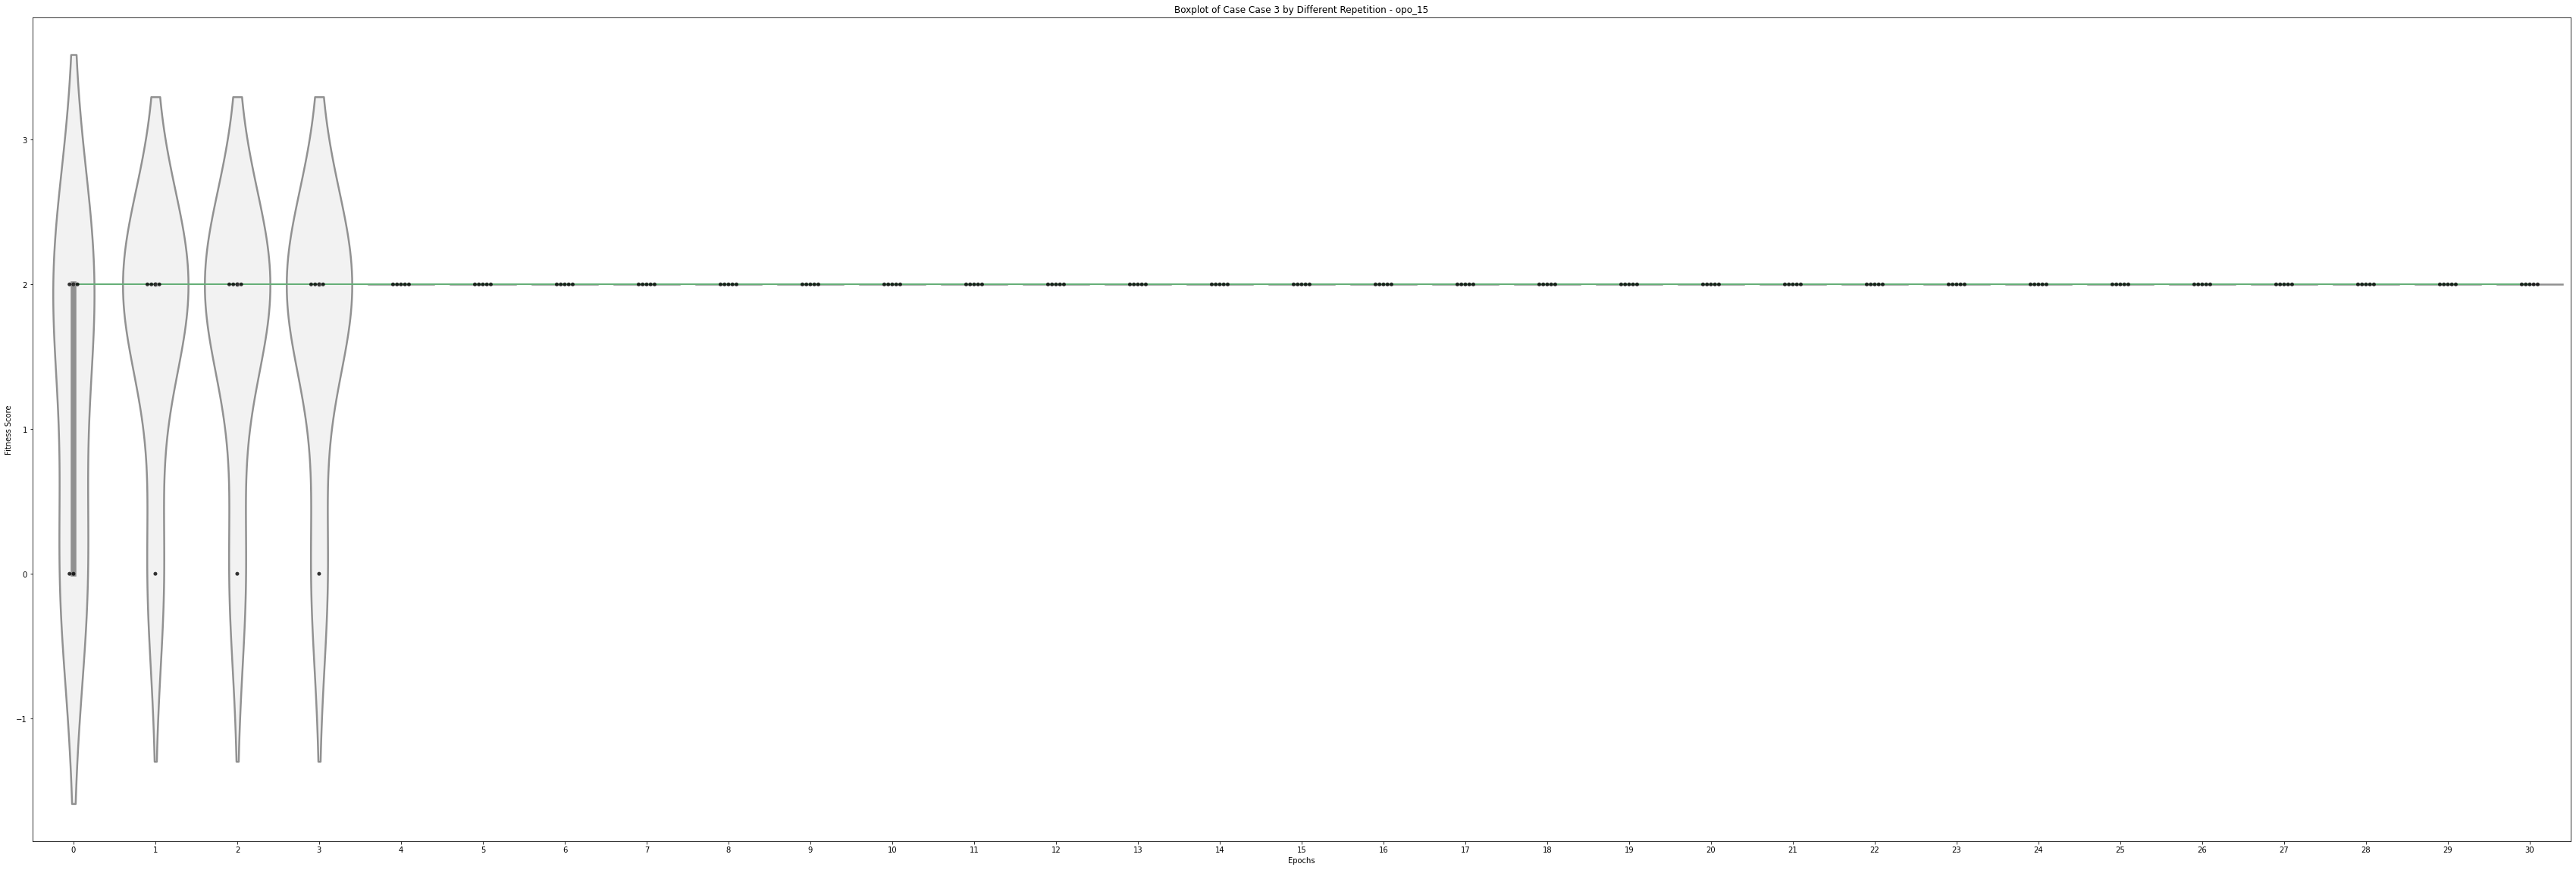 Boxplot of Case Case 3 by Different Repetition - opo_15
Fitness Score
3
2
1
0
−1
0 1 2 3 4 5 6 7 8 9 10 11 12 13 14 15 16 17 18 19 20 21 22 23 24 25 26 27 28 29 30
Epochs